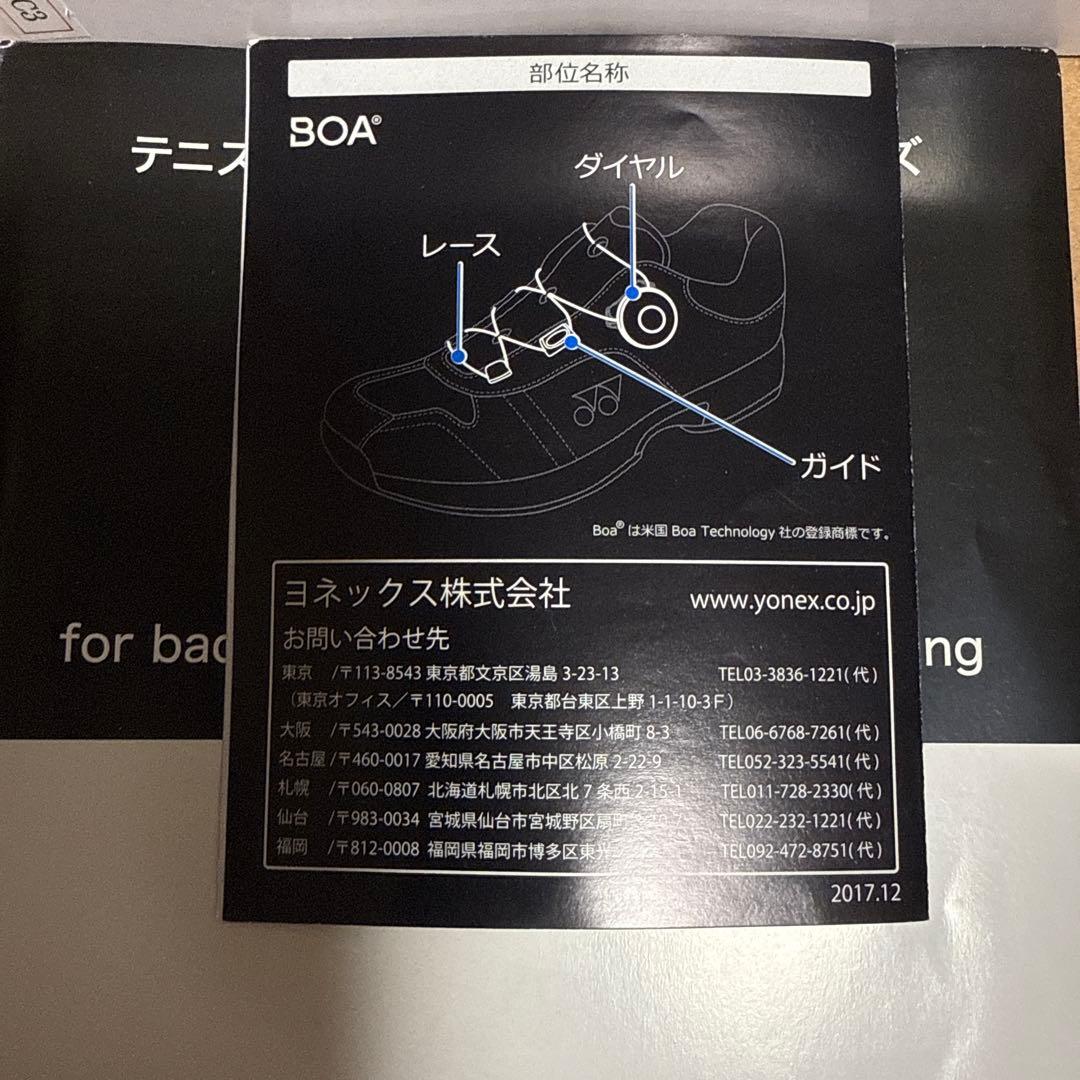 C3
部位名称
BOA®
テニス
ズ
ダイヤル
レース
ガイド
Boa® は米国 Boa Technology 社の登録商標です。
for bad
ng
ヨネックス株式会社 www.yonex.co.jp
お問い合わせ先
東京 /〒113-8543 東京都文京区湯島 3-23-13 TEL03-3836-1221(代)
(東京オフィス/〒110-0005 東京都台東区上野 1-1-10-3F)
大阪 /〒543-0028 大阪府大阪市天王寺区小橋町 8-3 TEL06-6768-7261(代)
名古屋/〒460-0017 愛知県名古屋市中区松原 2-22-9 TEL052-323-5541(代)
札幌 /〒060-0807 北海道札幌市北区北 7 条西 2-15-1 TEL011-728-2330(代)
仙台 /〒983-0034 宮城県仙台市宮城野区扇町 TEL022-232-1221(代)
福岡 /〒812-0008 福岡県福岡市博多区東光 TEL092-472-8751(代)
2017.12